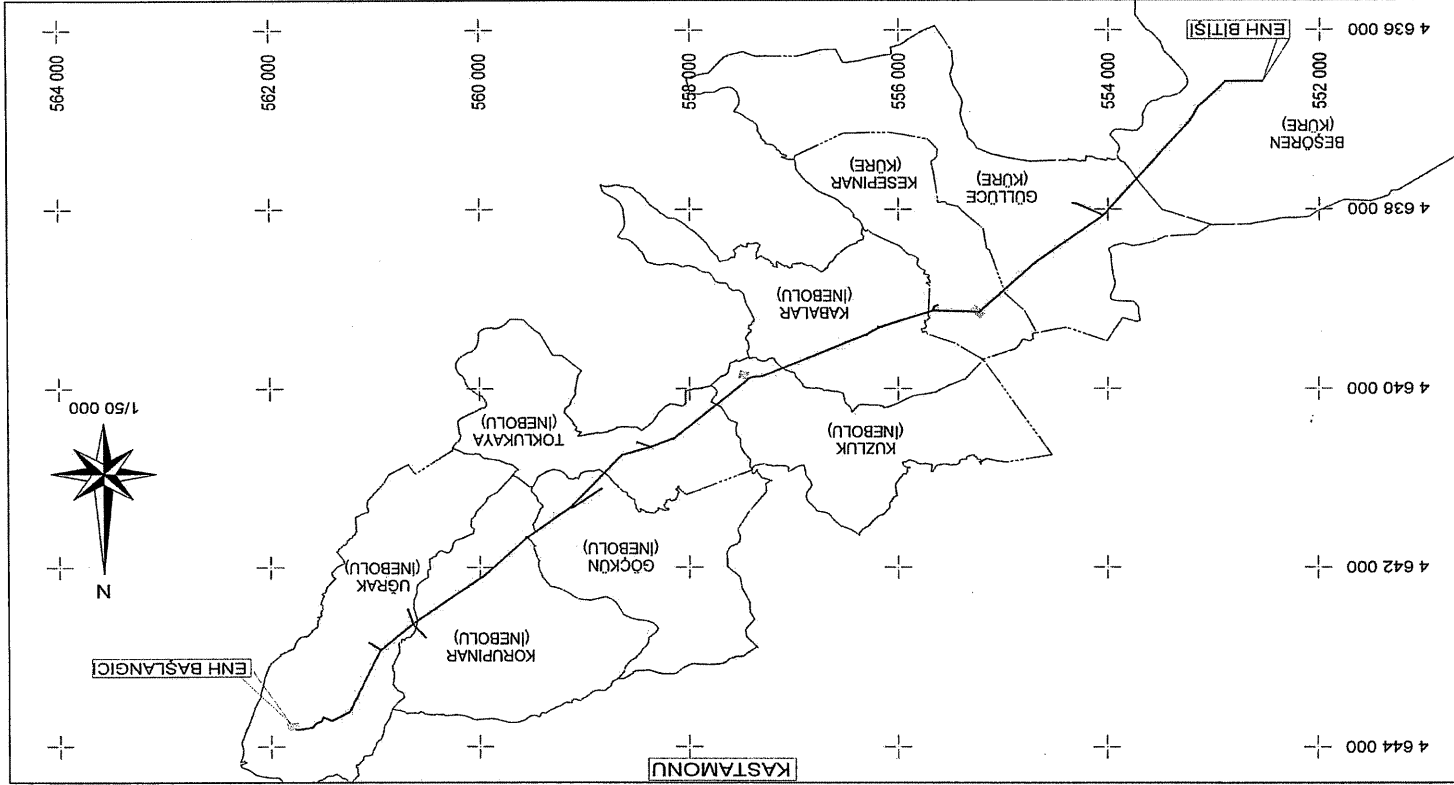 KASTAMONU
4 644 000
ENH BAŞLANGICI
KORUPINAR
(İNEBOLU)
UĞRAK
(İNEBOLU)
N
4 642 000
GÖÇKÜN
(İNEBOLU)
1/50 000
KUZLUK
(İNEBOLU)
TOKLUKAYA
(İNEBOLU)
4 640 000
KABALAR
(İNEBOLU)
4 638 000
GÜLLÜCE
(KÜRE)
KESEPINAR
(KÜRE)
BEŞÖREN
(KÜRE)
552 000
554 000
556 000
558 000
560 000
562 000
564 000
4 636 000
ENH BİTİŞİ